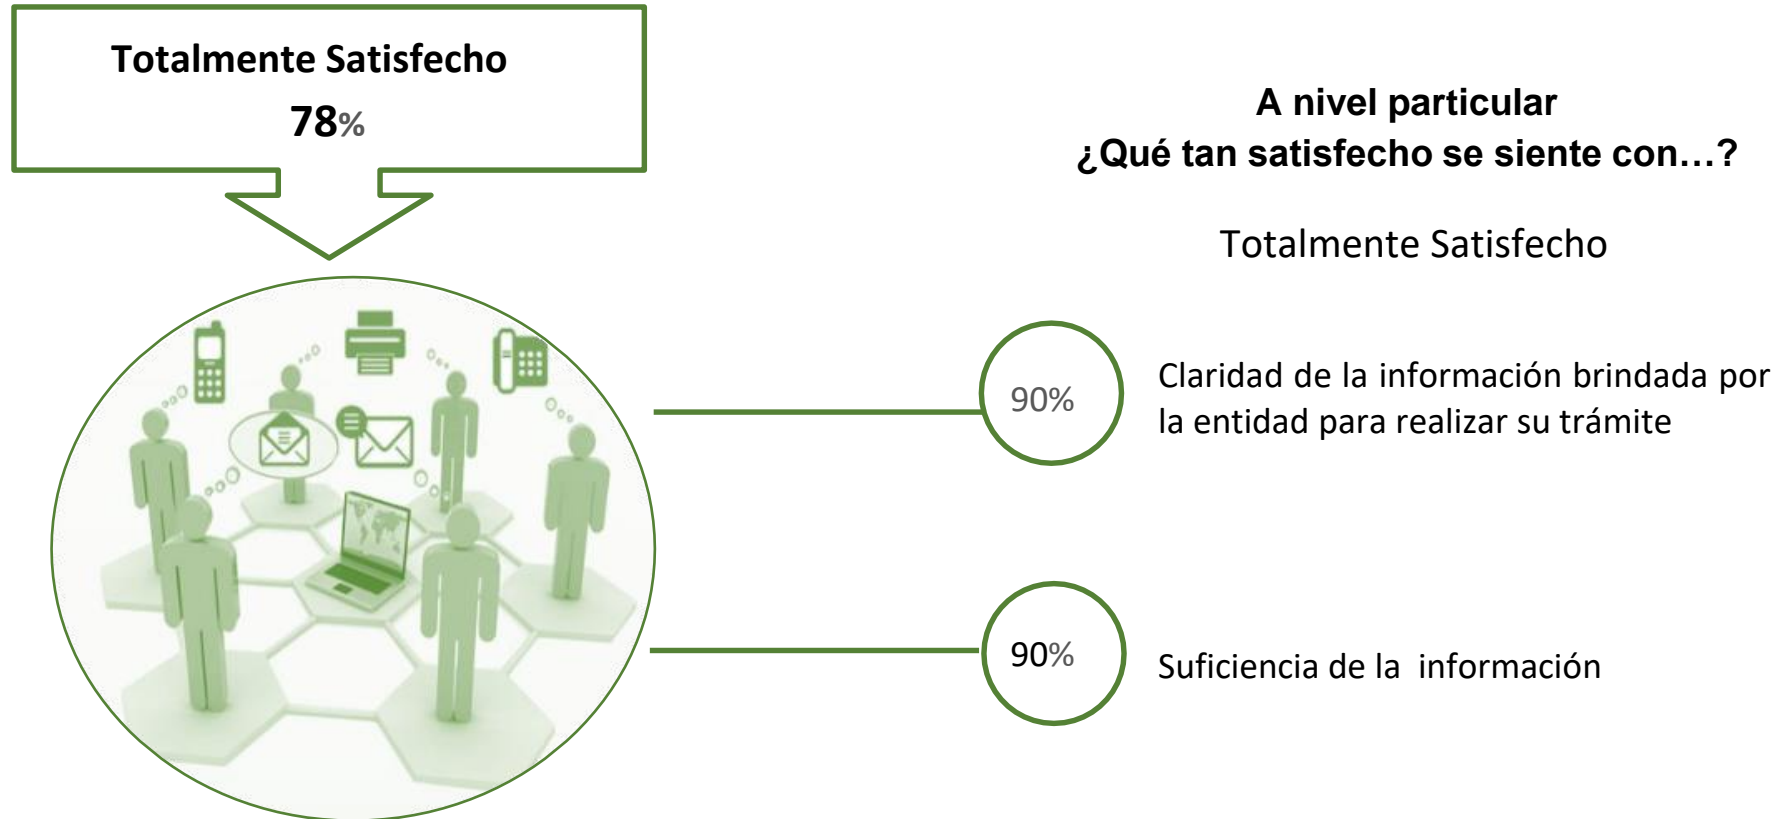 Totalmente Satisfecho
78%
A nivel particular
¿Qué tan satisfecho se siente con…?
Totalmente Satisfecho
90%
Claridad de la información brindada por
la entidad para realizar su trámite
90%
Suficiencia de la información